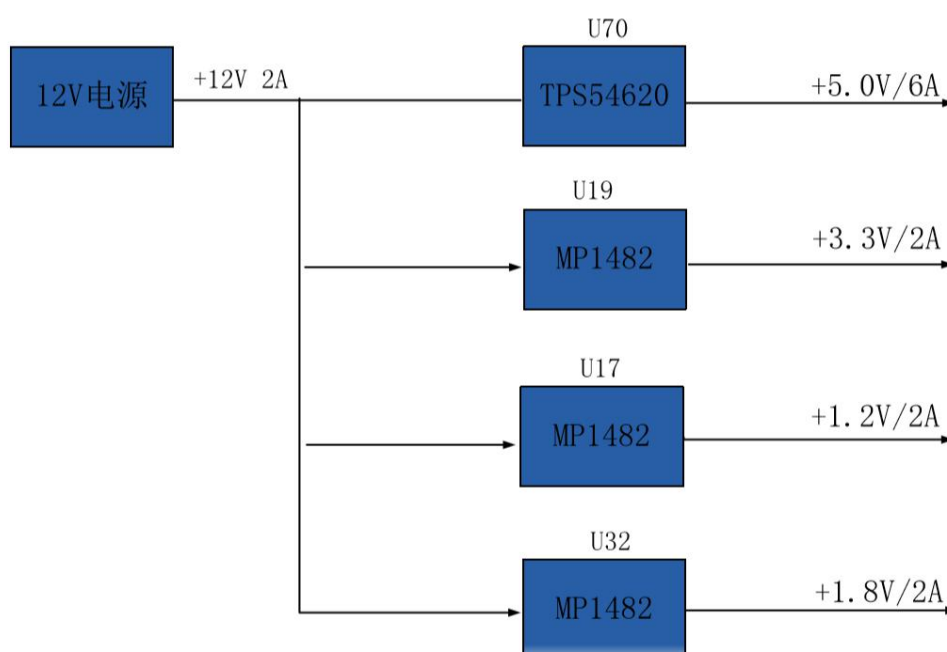 U70
12V电源
+12V 2A
TPS54620
+5.0V/6A
U19
MP1482
+3.3V/2A
U17
MP1482
+1.2V/2A
U32
MP1482
+1.8V/2A